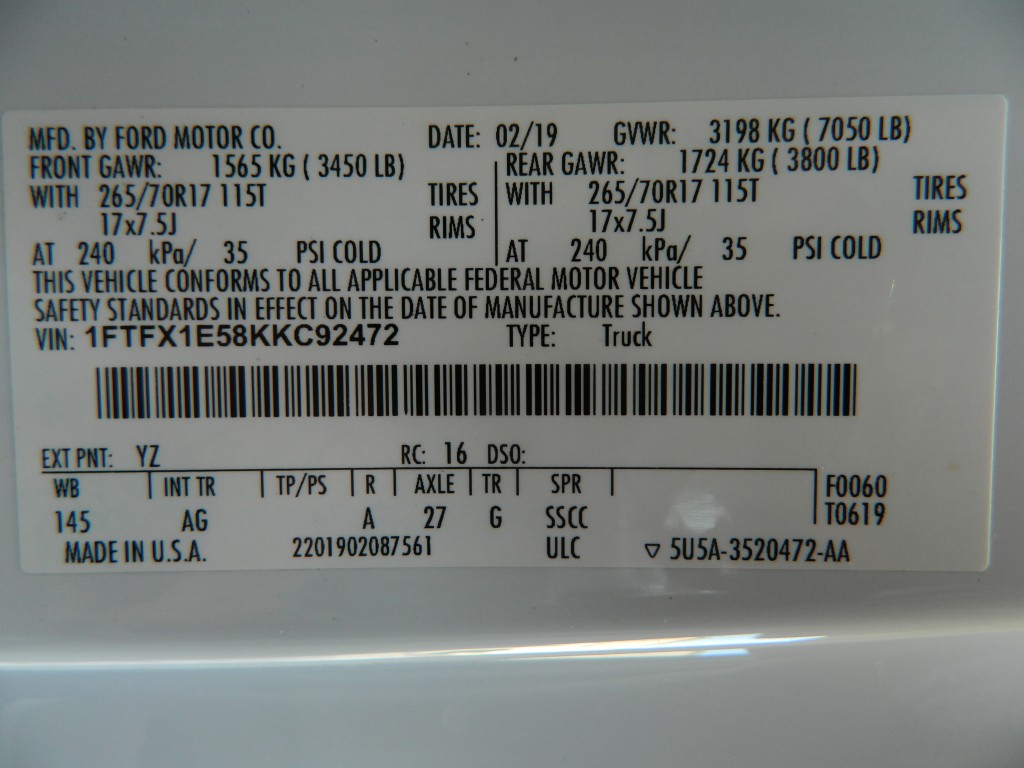 MFD. BY FORD MOTOR CO. DATE: 02/19 GVWR: 3198 KG ( 7050 LB)
FRONT GAWR: 1565 KG ( 3450 LB) REAR GAWR: 1724 KG ( 3800 LB)
WITH 265/70R17 115T TIRES WITH 265/70R17 115T TIRES
17x7.5J RIMS 17x7.5J RIMS
AT 240 kPa/ 35 PSI COLD AT 240 kPa/ 35 PSI COLD
THIS VEHICLE CONFORMS TO ALL APPLICABLE FEDERAL MOTOR VEHICLE
SAFETY STANDARDS IN EFFECT ON THE DATE OF MANUFACTURE SHOWN ABOVE.
VIN: 1FTFX1E58KKC92472 TYPE: Truck
EXT PNT: YZ RC: 16 DSO:
WB INT TR TP/PS R AXLE TR SPR F0060
145 AG A 27 G SSCC T0619
MADE IN U.S.A. 2201902087561 ULC ▽ 5U5A-3520472-AA